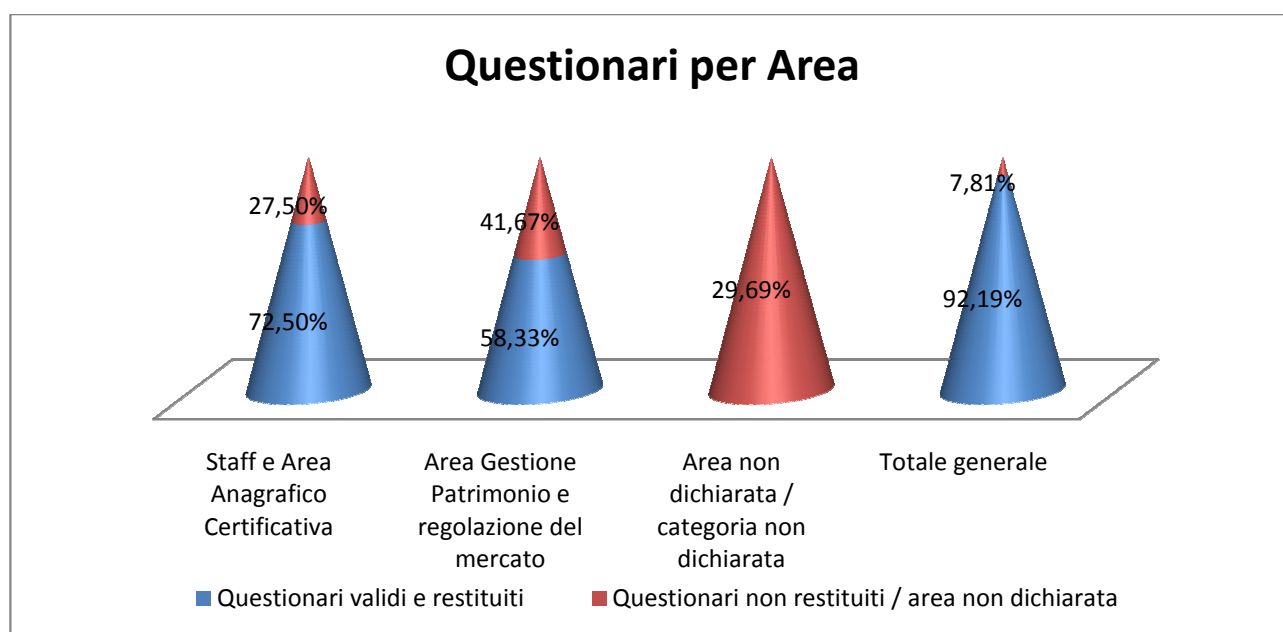 Questionari per Area
27,50%
41,67%
7,81%
72,50%
58,33%
29,69%
92,19%
Staff e Area
Anagrafico
Certificativa
Area Gestione
Patrimonio e
regolazione del
mercato
Area non
dichiarata /
categoria non
dichiarata
Totale generale
Questionari validi e restituiti
Questionari non restituiti / area non dichiarata